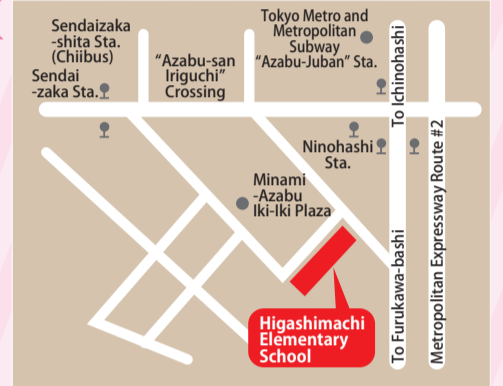 Sendaizaka
-shita Sta.
(Chiibus)
Sendai
-zaka Sta.
“Azabu-san
Iriguchi”
Crossing
Tokyo Metro and
Metropolitan
Subway
“Azabu-Juban” Sta.
To Ichinohashi
Metropolitan Expressway Route #2
Ninohashi
Sta.
Minami
-Azabu
Iki-Iki Plaza
To Furukawa-bashi
Higashimachi
Elementary
School